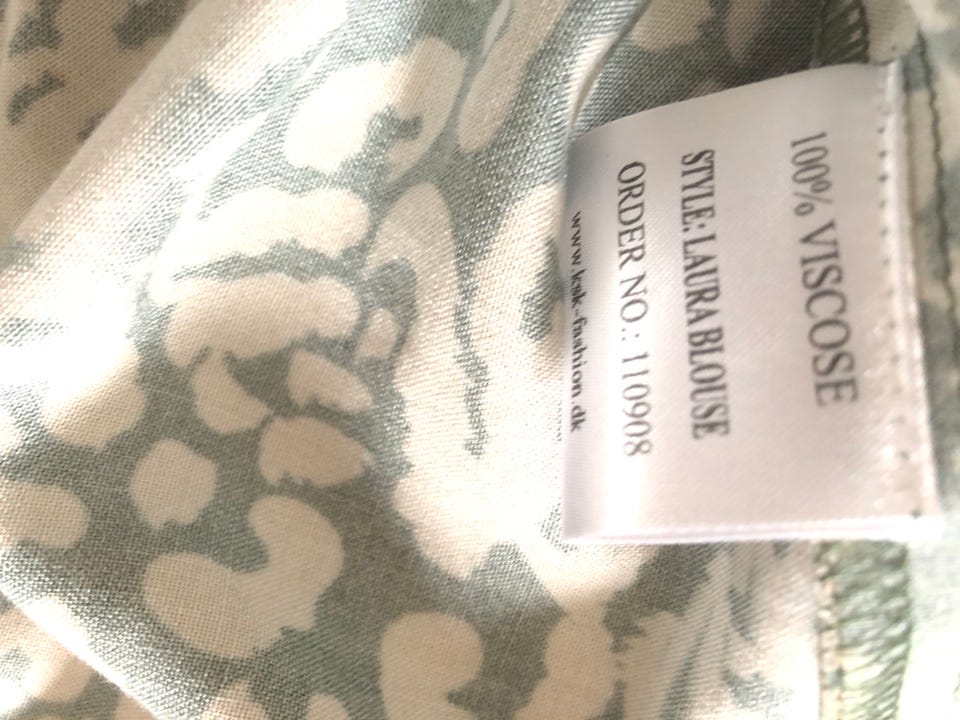 100% VISCOSE
STYLE: LAURA BLOUSE
ORDER NO.: 110908